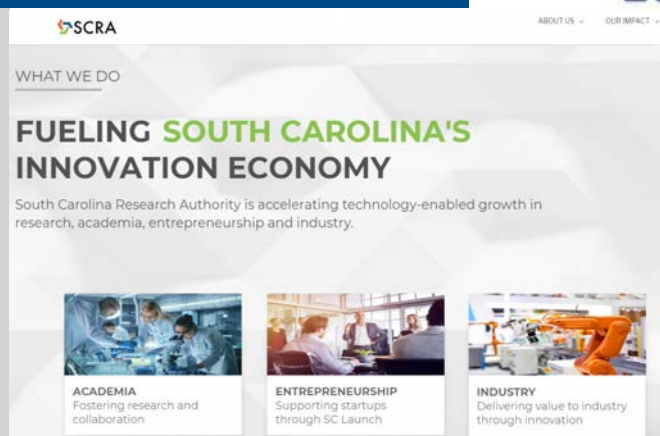 SCRA
ABOUT US
OUR IMPACT
WHAT WE DO
FUELING SOUTH CAROLINA'S
INNOVATION ECONOMY
South Carolina Research Authority is accelerating technology-enabled growth in
research, academia, entrepreneurship and industry.
ACADEMIA
Fostering research and
collaboration
ENTREPRENEURSHIP
Supporting startups
through SC Launch
INDUSTRY
Delivering value to industry
through innovation